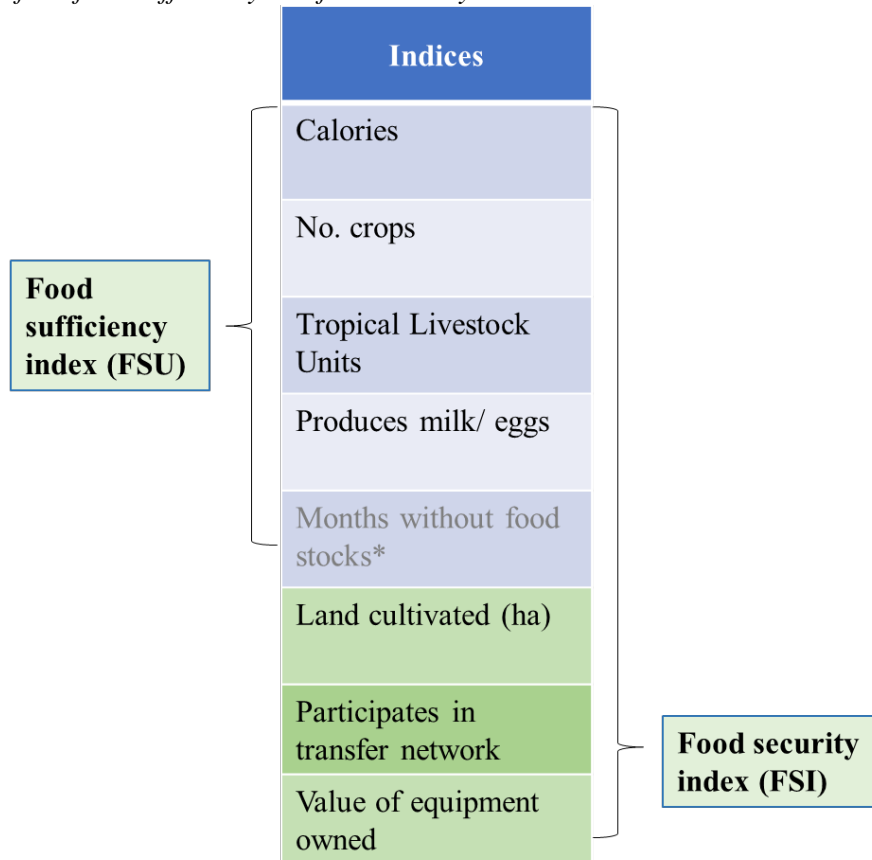 Indices
Calories
No. crops
Food
sufficiency
index (FSU)
Tropical Livestock
Units
Produces milk/ eggs
Months without food
stocks*
Land cultivated (ha)
Participates in
transfer network
Food security
index (FSI)
Value of equipment
owned